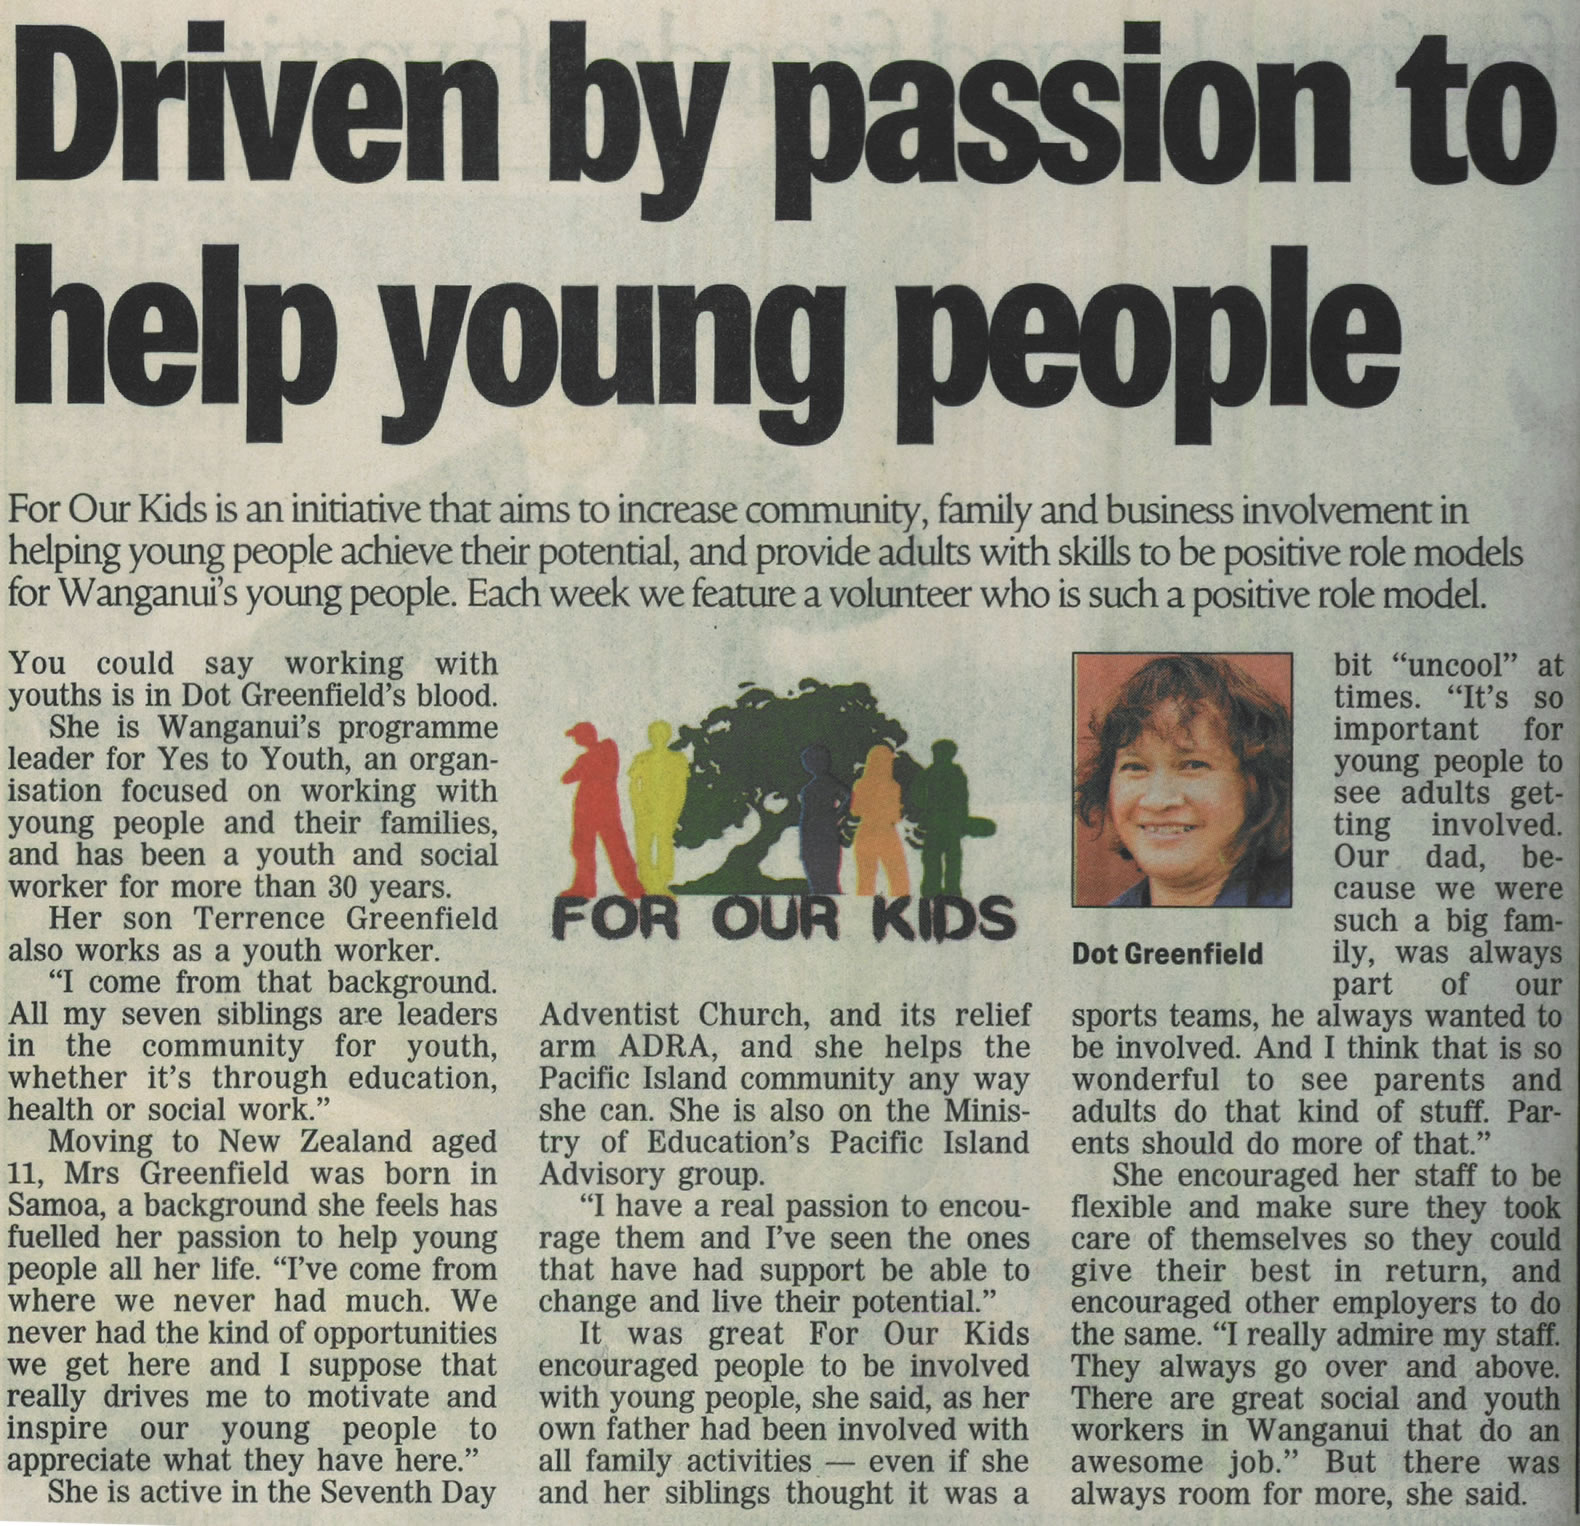 Driven by passion to
help young people
For Our Kids is an initiative that aims to increase community, family and business involvement in
helping young people achieve their potential, and provide adults with skills to be positive role models
for Wanganui's young people. Each week we feature a volunteer who is such a positive role model.
You could say working with
youths is in Dot Greenfield's blood.
She is Wanganui's programme
leader for Yes to Youth, an organ-
isation focused on working with
young people and their families,
and has been a youth and social
worker for more than 30 years.
Her son Terrence Greenfield
also works as a youth worker.
"I come from that background.
All my seven siblings are leaders
in the community for youth,
whether it's through education,
health or social work."
Moving to New Zealand aged
11, Mrs Greenfield was born in
Samoa, a background she feels has
fuelled her passion to help young
people all her life. "I've come from
where we never had much. We
never had the kind of opportunities
we get here and I suppose that
really drives me to motivate and
inspire our young people to
appreciate what they have here."
She is active in the Seventh Day
FOR OUR KIDS
Adventist Church, and its relief
arm ADRA, and she helps the
Pacific Island community any way
she can. She is also on the Minis-
try of Education's Pacific Island
Advisory group.
"I have a real passion to encou-
rage them and I've seen the ones
that have had support be able to
change and live their potential."
It was great For Our Kids
encouraged people to be involved
with young people, she said, as her
own father had been involved with
all family activities — even if she
and her siblings thought it was a
Dot Greenfield
bit "uncool" at
times. "It's so
important for
young people to
see adults get-
ting involved.
Our dad, be-
cause we were
such a big fam-
ily, was always
part of our
sports teams, he always wanted to
be involved. And I think that is so
wonderful to see parents and
adults do that kind of stuff. Par-
ents should do more of that."
She encouraged her staff to be
flexible and make sure they took
care of themselves so they could
give their best in return, and
encouraged other employers to do
the same. "I really admire my staff.
They always go over and above.
There are great social and youth
workers in Wanganui that do an
awesome job." But there was
always room for more, she said.